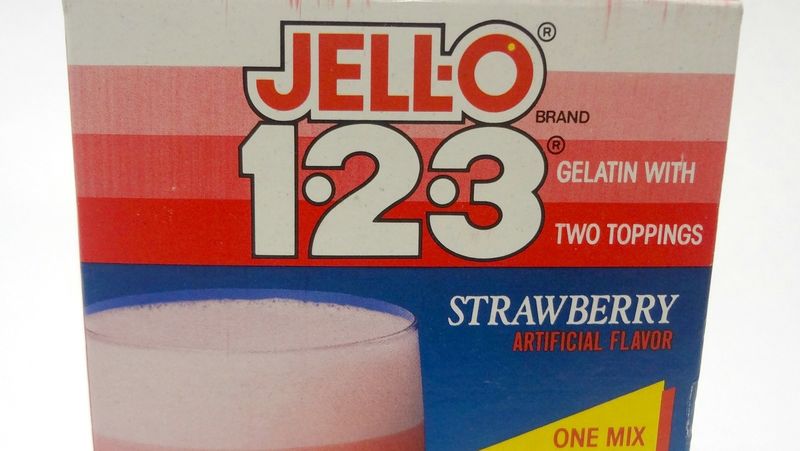 JELL-O®
BRAND
1·2·3®
GELATIN WITH
TWO TOPPINGS
STRAWBERRY
ARTIFICIAL FLAVOR
ONE MIX